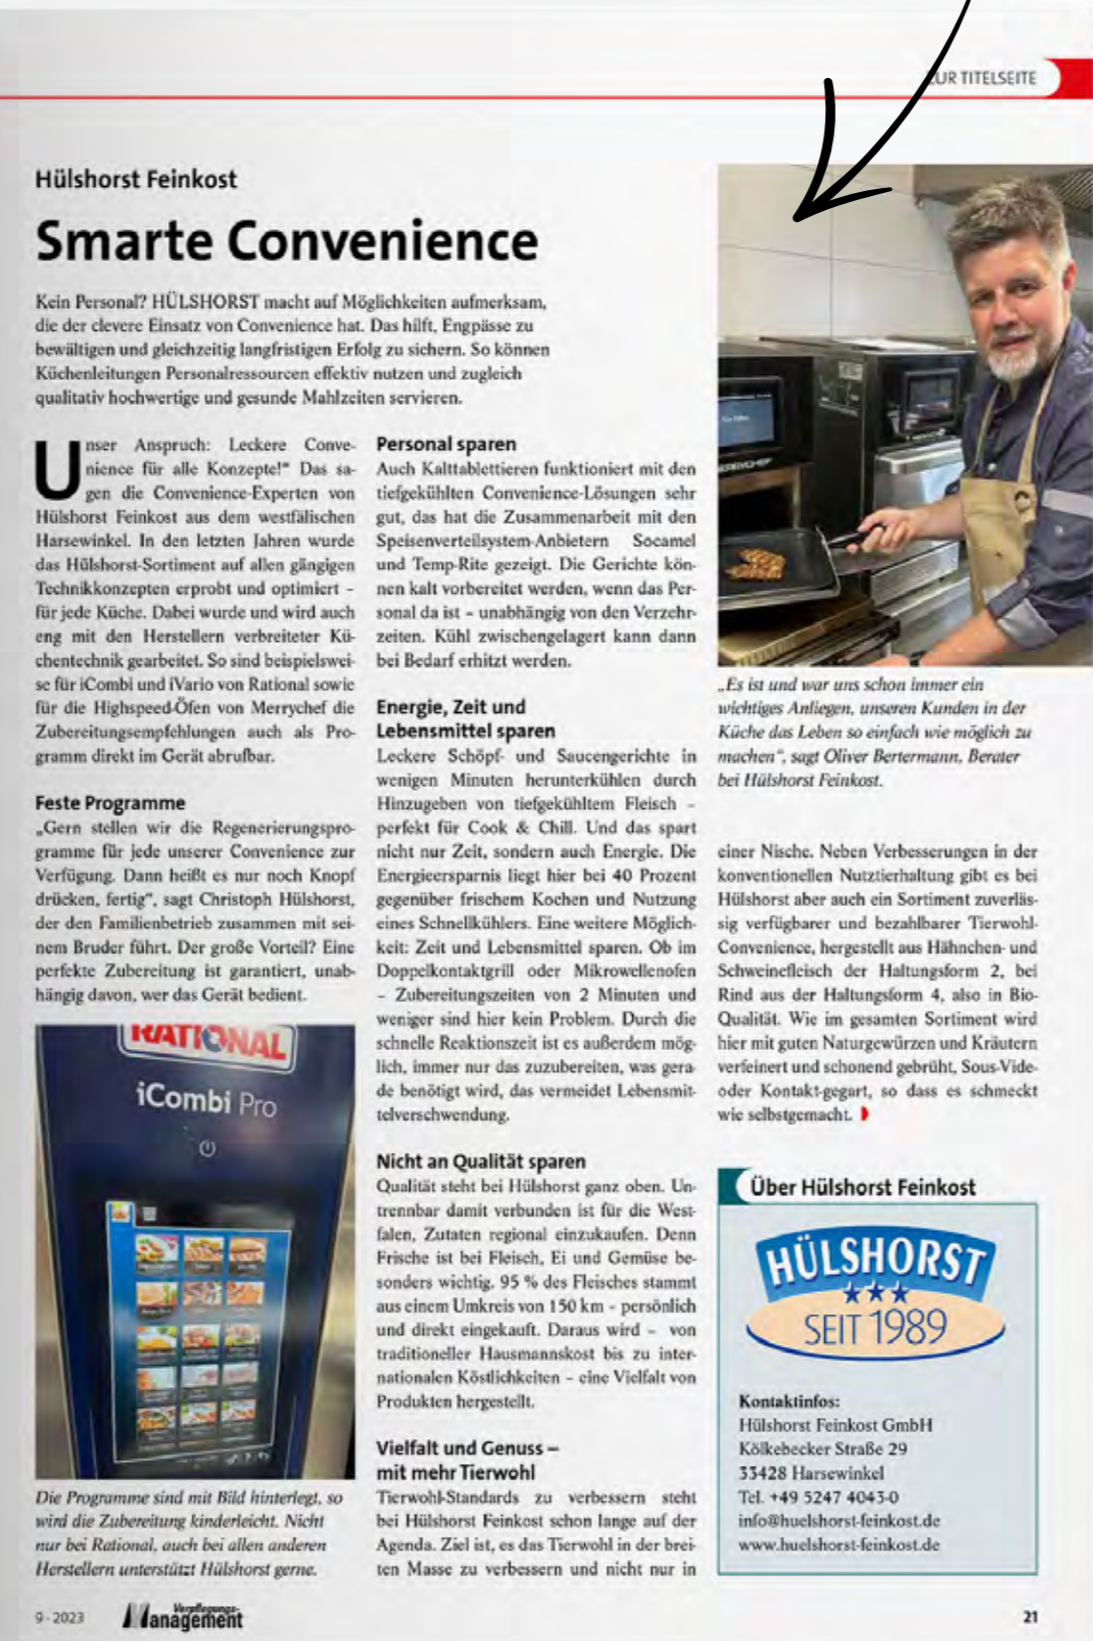 ZUR TITELSEITE
Hülshorst Feinkost
Smarte Convenience
Kein Personal? HÜLSHORST macht auf Möglichkeiten aufmerksam,
die der clevere Einsatz von Convenience hat. Das hilft, Engpässe zu
bewältigen und gleichzeitig langfristigen Erfolg zu sichern. So können
Küchenleitungen Personalressourcen effektiv nutzen und zugleich
qualitativ hochwertige und gesunde Mahlzeiten servieren.
Unser Anspruch: Leckere Conve-
nience für alle Konzepte!“ Das sa-
gen die Convenience-Experten von
Hülshorst Feinkost aus dem westfälischen
Harsewinkel. In den letzten Jahren wurde
das Hülshorst-Sortiment auf allen gängigen
Technikkonzepten erprobt und optimiert –
für jede Küche. Dabei wurde und wird auch
eng mit den Herstellern verbreiteter Kü-
chentechnik gearbeitet. So sind beispielswei-
se für iCombi und iVario von Rational sowie
für die Highspeed-Öfen von Merrychef die
Zubereitungsempfehlungen auch als Pro-
gramm direkt im Gerät abrufbar.
Feste Programme
„Gern stellen wir die Regenerierungspro-
gramme für jede unserer Convenience zur
Verfügung. Dann heißt es nur noch Knopf
drücken, fertig“, sagt Christoph Hülshorst,
der den Familienbetrieb zusammen mit sei-
nem Bruder führt. Der große Vorteil? Eine
perfekte Zubereitung ist garantiert, unab-
hängig davon, wer das Gerät bedient.
RATIONAL
iCombi Pro
Die Programme sind mit Bild hinterlegt, so
wird die Zubereitung kinderleicht. Nicht
nur bei Rational, auch bei allen anderen
Herstellern unterstützt Hülshorst gerne.
Personal sparen
Auch Kalttablettieren funktioniert mit den
tiefgekühlten Convenience-Lösungen sehr
gut, das hat die Zusammenarbeit mit den
Speisenverteilsystem-Anbietern Socamel
und Temp-Rite gezeigt. Die Gerichte kön-
nen kalt vorbereitet werden, wenn das Per-
sonal da ist – unabhängig von den Verzehr-
zeiten. Kühl zwischengelagert kann dann
bei Bedarf erhitzt werden.
Energie, Zeit und
Lebensmittel sparen
Leckere Schöpf- und Saucengerichte in
wenigen Minuten herunterkühlen durch
Hinzugeben von tiefgekühltem Fleisch –
perfekt für Cook & Chill. Und das spart
nicht nur Zeit, sondern auch Energie. Die
Energieersparnis liegt hier bei 40 Prozent
gegenüber frischem Kochen und Nutzung
eines Schnellkühlers. Eine weitere Möglich-
keit: Zeit und Lebensmittel sparen. Ob im
Doppelkontaktgrill oder Mikrowellenofen
– Zubereitungszeiten von 2 Minuten und
weniger sind hier kein Problem. Durch die
schnelle Reaktionszeit ist es außerdem mög-
lich, immer nur das zuzubereiten, was gera-
de benötigt wird, das vermeidet Lebensmit-
telverschwendung.
Nicht an Qualität sparen
Qualität steht bei Hülshorst ganz oben. Un-
trennbar damit verbunden ist für die West-
falen, Zutaten regional einzukaufen. Denn
Frische ist bei Fleisch, Ei und Gemüse be-
sonders wichtig. 95 % des Fleisches stammt
aus einem Umkreis von 150 km – persönlich
und direkt eingekauft. Daraus wird – von
traditioneller Hausmannskost bis zu inter-
nationalen Köstlichkeiten – eine Vielfalt von
Produkten hergestellt.
Vielfalt und Genuss –
mit mehr Tierwohl
Tierwohl-Standards zu verbessern steht
bei Hülshorst Feinkost schon lange auf der
Agenda. Ziel ist, es das Tierwohl in der brei-
ten Masse zu verbessern und nicht nur in
MERRYCHEF
„Es ist und war uns schon immer ein
wichtiges Anliegen, unseren Kunden in der
Küche das Leben so einfach wie möglich zu
machen“, sagt Oliver Bertermann, Berater
bei Hülshorst Feinkost.
einer Nische. Neben Verbesserungen in der
konventionellen Nutztierhaltung gibt es bei
Hülshorst aber auch ein Sortiment zuverläs-
sig verfügbarer und bezahlbarer Tierwohl-
Convenience, hergestellt aus Hähnchen- und
Schweinefleisch der Haltungsform 2, bei
Rind aus der Haltungsform 4, also in Bio-
Qualität. Wie im gesamten Sortiment wird
hier mit guten Naturgewürzen und Kräutern
verfeinert und schonend gebrüht, Sous-Vide-
oder Kontakt-gegart, so dass es schmeckt
wie selbstgemacht.
Über Hülshorst Feinkost
HÜLSHORST
SEIT 1989
Kontaktinfos:
Hülshorst Feinkost GmbH
Kölkebecker Straße 29
33428 Harsewinkel
Tel. +49 5247 4043-0
info@huelshorst-feinkost.de
www.huelshorst-feinkost.de
9 - 2023
Verpflegungs-
Management
21